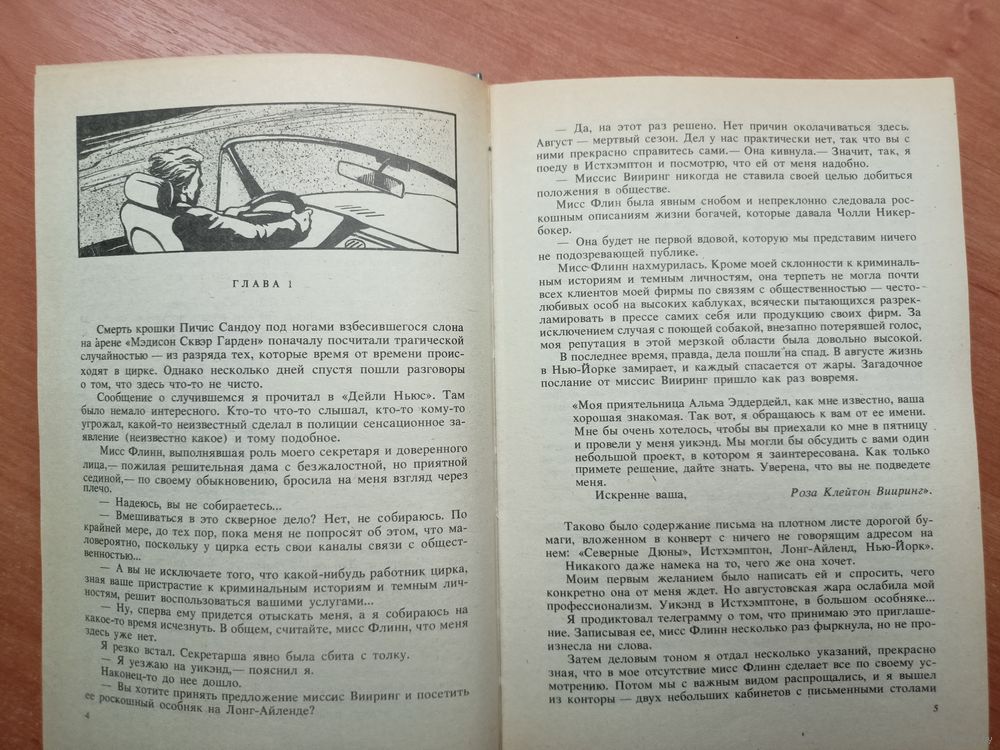 ГЛАВА 1
Смерть крошки Пичис Сандоу под ногами взбесившегося слона
на арене «Мэдисон Сквэр Гарден» поначалу посчитали трагической
случайностью — из разряда тех, которые время от времени проис-
ходят в цирке. Однако несколько дней спустя пошли разговоры
о том, что здесь что-то не чисто.
Сообщение о случившемся я прочитал в «Дейли Ньюс». Там
было немало интересного. Кто-то что-то слышал, кто-то кому-то
угрожал, какой-то неизвестный сделал в полиции сенсационное за-
явление (неизвестно какое) и тому подобное.
Мисс Флинн, выполнявшая роль моего секретаря и доверенного
лица,— пожилая решительная дама с безжалостной, но приятной
сединой,— по своему обыкновению, бросила на меня взгляд через
плечо.
— Надеюсь, вы не собираетесь...
— Вмешиваться в это скверное дело? Нет, не собираюсь. По
крайней мере, до тех пор, пока меня не попросят об этом, что ма-
ловероятно, поскольку у цирка есть свои каналы связи с общест-
венностью...
— А вы не исключаете того, что какой-нибудь работник цирка,
зная ваше пристрастие к криминальным историям и темным лич-
ностям, решит воспользоваться вашими услугами...
— Ну, сперва ему придется отыскать меня, а я собираюсь на
какое-то время исчезнуть. В общем, считайте, мисс Флинн, что меня
здесь уже нет.
Я резко встал. Секретарша явно была сбита с толку.
— Я уезжаю на уикэнд,— пояснил я.
Наконец-то до нее дошло.
— Вы хотите принять предложение миссис Вииринг и посетить
ее роскошный особняк на Лонг-Айленде?
4
— Да, на этот раз решено. Нет причин околачиваться здесь.
Август — мертвый сезон. Дел у нас практически нет, так что вы с
ними прекрасно справитесь сами.— Она кивнула.— Значит, так, я
поеду в Истхэмптон и посмотрю, что ей от меня надобно.
— Миссис Вииринг никогда не ставила своей целью добиться
положения в обществе.
Мисс Флин была явным снобом и непреклонно следовала рос-
кошным описаниям жизни богачей, которые давала Чолли Никер-
бокер.
— Она будет не первой вдовой, которую мы представим ничего
не подозревающей публике.
Мисс Флинн нахмурилась. Кроме моей склонности к криминаль-
ным историям и темным личностям, она терпеть не могла почти
всех клиентов моей фирмы по связям с общественностью — често-
любивых особ на высоких каблуках, всячески пытающихся разрек-
ламировать в прессе самих себя или продукцию своих фирм. За
исключением случая с поющей собакой, внезапно потерявшей голос,
моя репутация в этой мерзкой области была довольно высокой.
В последнее время, правда, дела пошли на спад. В августе жизнь
в Нью-Йорке замирает, и каждый спасается от жары. Загадочное
послание от миссис Вииринг пришло как раз вовремя.
«Моя приятельница Альма Эддердейл, как мне известно, ваша
хорошая знакомая. Так вот, я обращаюсь к вам от ее имени.
Мне бы очень хотелось, чтобы вы приехали ко мне в пятницу
и провели у меня уикэнд. Мы могли бы обсудить с вами один
небольшой проект, в котором я заинтересована. Как только
примете решение, дайте знать. Уверена, что вы не подведете
меня.
Искренне ваша, Роза Клейтон Вииринг».
Таково было содержание письма на плотном листе дорогой бу-
маги, вложенном в конверт с ничего не говорящим адресом на
нем: «Северные Дюны», Истхэмптон, Лонг-Айленд, Нью-Йорк».
Никакого даже намека на то, чего же она хочет.
Моим первым желанием было написать ей и спросить, чего
конкретно она от меня ждет. Но августовская жара ослабила мой
профессионализм. Уикэнд в Истхэмптоне, в большом особняке...
Я продиктовал телеграмму о том, что принимаю это приглаше-
ние. Записывая ее, мисс Флинн несколько раз фыркнула, но не про-
изнесла ни слова.
Затем деловым тоном я отдал несколько указаний, прекрасно
зная, что в мое отсутствие мисс Флинн сделает все по своему ус-
мотрению. Потом мы с важным видом распрощались, и я вышел
из конторы — двух небольших кабинетов с письменными столами
5